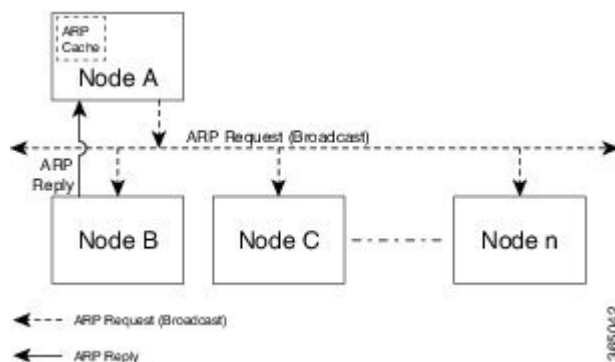 ARP
Cache
Node A
ARP Request (Broadcast)
ARP
Reply
Node B
Node C
Node n
ARP Request (Broadcast)
ARP Reply